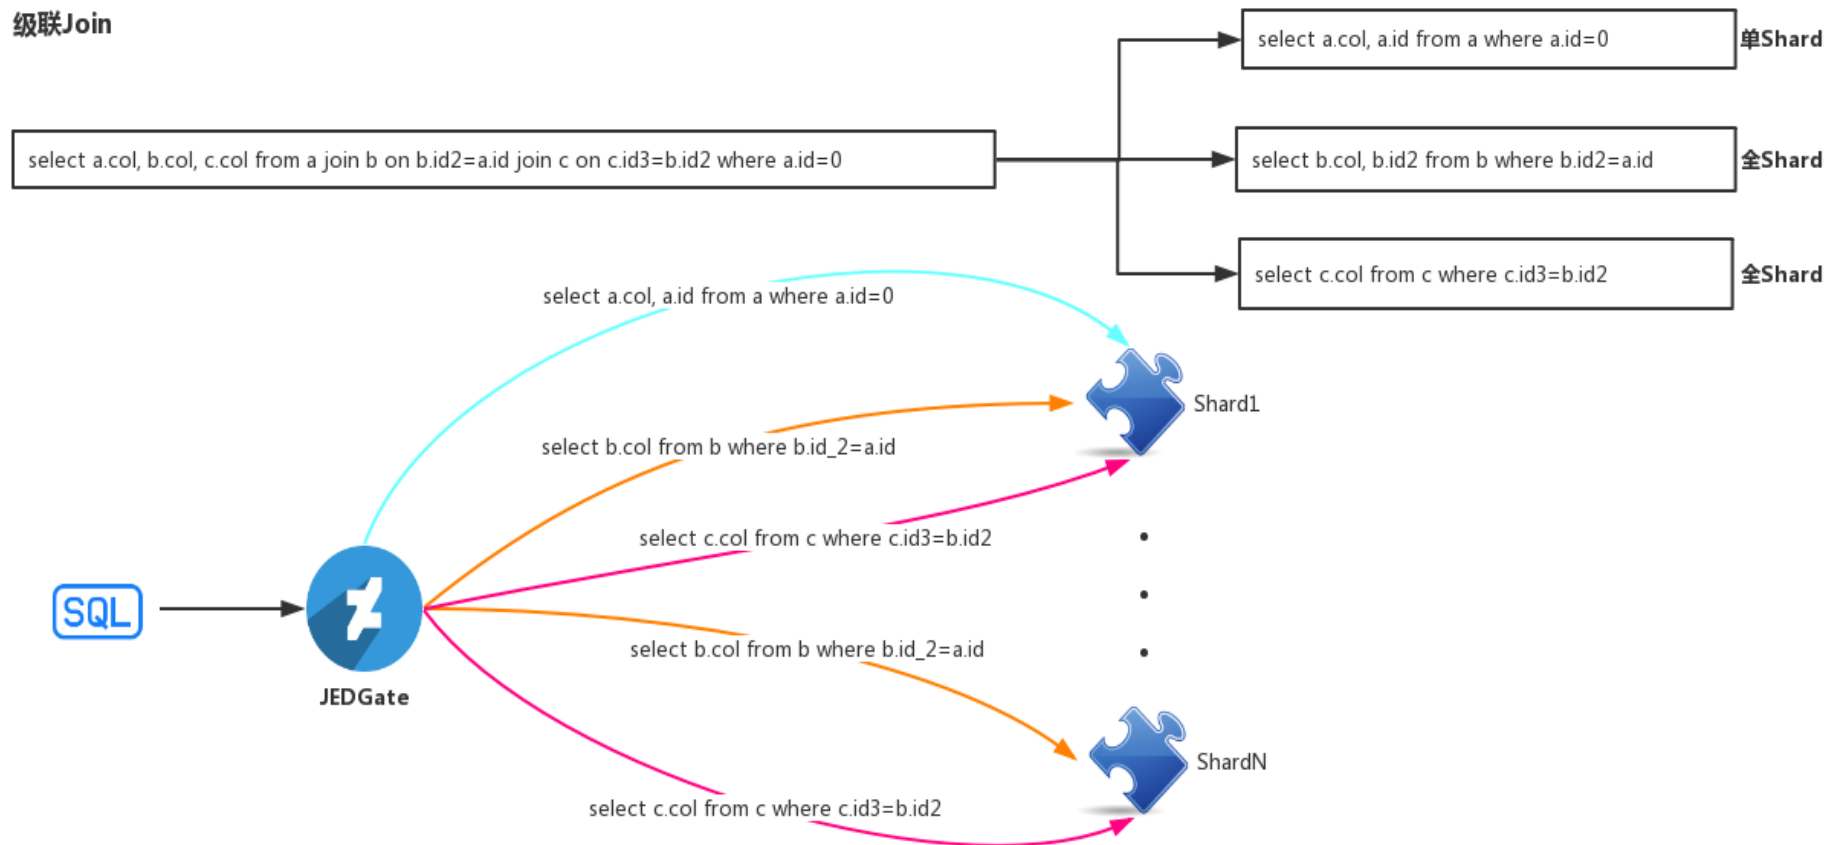 级联Join
select a.col, a.id from a where a.id=0
单Shard
select a.col, b.col, c.col from a join b on b.id2=a.id join c on c.id3=b.id2 where a.id=0
select b.col, b.id2 from b where b.id2=a.id
全Shard
select c.col from c where c.id3=b.id2
全Shard
select a.col, a.id from a where a.id=0
Shard1
select b.col from b where b.id_2=a.id
select c.col from c where c.id3=b.id2
SQL
select b.col from b where b.id_2=a.id
JEDGate
ShardN
select c.col from c where c.id3=b.id2